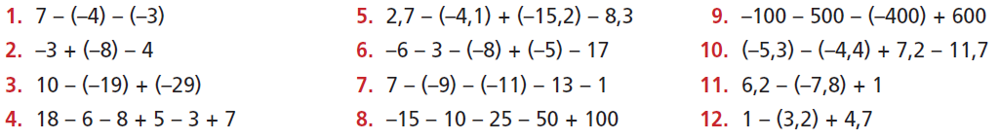 1. 7 – (–4) – (–3)
2. –3 + (–8) – 4
3. 10 – (–19) + (–29)
4. 18 – 6 – 8 + 5 – 3 + 7
5. 2,7 – (–4,1) + (–15,2) – 8,3
6. –6 – 3 – (–8) + (–5) – 17
7. 7 – (–9) – (–11) – 13 – 1
8. –15 – 10 – 25 – 50 + 100
9. –100 – 500 – (–400) + 600
10. (–5,3) – (–4,4) + 7,2 – 11,7
11. 6,2 – (–7,8) + 1
12. 1 – (3,2) + 4,7